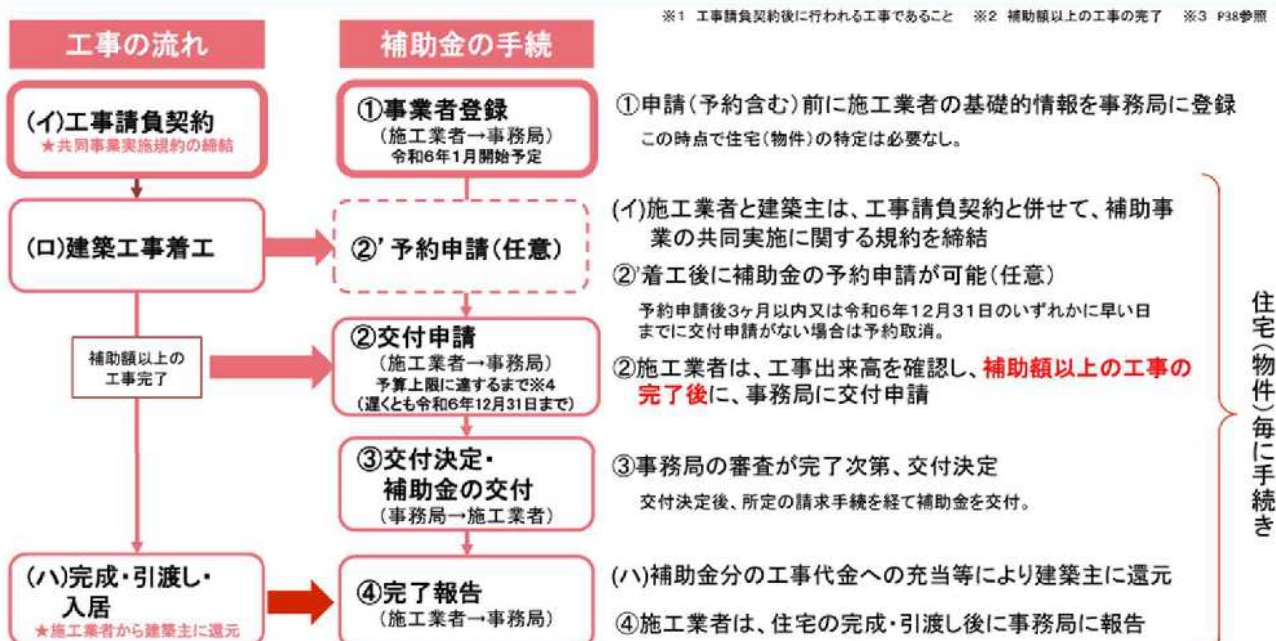 ※1 工事請負契約後に行われる工事であること ※2 補助額以上の工事の完了 ※3 P38参照
工事の流れ
補助金の手続
(イ)工事請負契約
★共同事業実施規約の締結
①事業者登録
(施工業者→事務局)
令和6年1月開始予定
①申請(予約含む)前に施工業者の基礎的情報を事務局に登録
この時点で住宅(物件)の特定は必要なし。
(ロ)建築工事着工
②’予約申請(任意)
(イ)施工業者と建築主は、工事請負契約と併せて、補助事
業の共同実施に関する規約を締結
②’着工後に補助金の予約申請が可能(任意)
予約申請後3ヶ月以内又は令和6年12月31日のいずれかに早い日
までに交付申請がない場合は予約取消。
補助額以上の
工事完了
②交付申請
(施工業者→事務局)
予算上限に達するまで※4
(遅くとも令和6年12月31日まで)
②施工業者は、工事出来高を確認し、補助額以上の工事の
完了後に、事務局に交付申請
③交付決定・
補助金の交付
(事務局→施工業者)
③事務局の審査が完了次第、交付決定
交付決定後、所定の請求手続を経て補助金を交付。
(ハ)完成・引渡し・
入居
★施工業者から建築主に還元
④完了報告
(施工業者→事務局)
(ハ)補助金分の工事代金への充当等により建築主に還元
④施工業者は、住宅の完成・引渡し後に事務局に報告
住宅(物件)毎に手続き